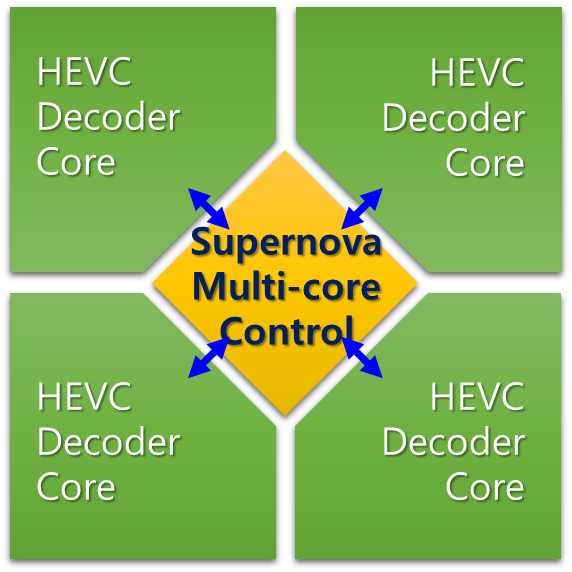 HEVC
Decoder
Core
HEVC
Decoder
Core
Supernova
Multi-core
Control
HEVC
Decoder
Core
HEVC
Decoder
Core